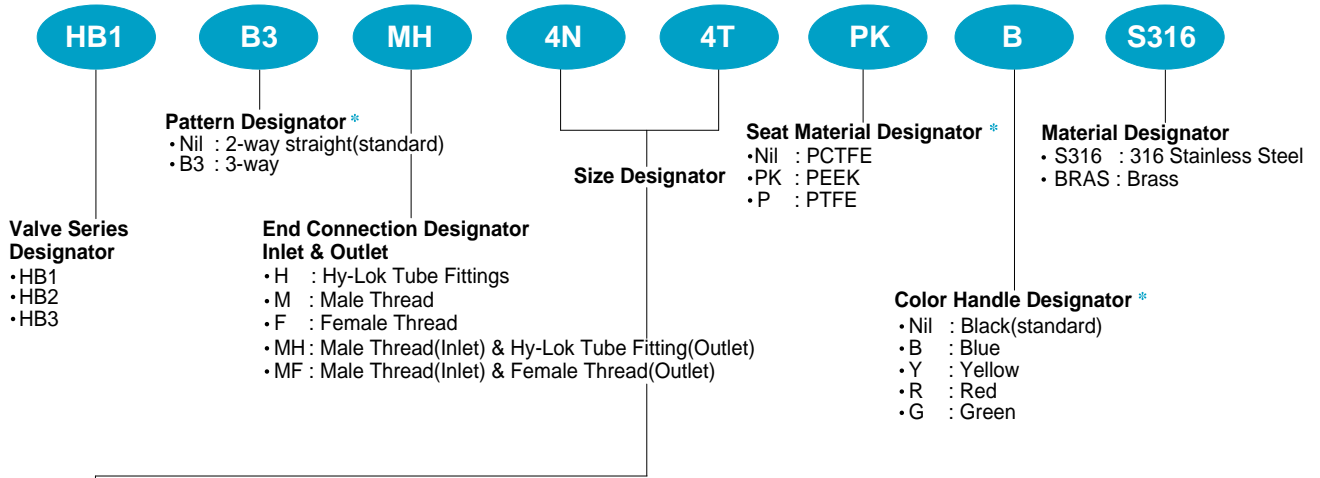 HB1 B3 MH 4N 4T PK B S316
Pattern Designator *
• Nil : 2-way straight(standard)
• B3 : 3-way
Size Designator
Seat Material Designator *
•Nil : PCTFE
•PK : PEEK
•P : PTFE
Material Designator
• S316 : 316 Stainless Steel
• BRAS : Brass
Valve Series
Designator
•HB1
•HB2
•HB3
End Connection Designator
Inlet & Outlet
• H : Hy-Lok Tube Fittings
• M : Male Thread
• F : Female Thread
• MH : Male Thread(Inlet) & Hy-Lok Tube Fitting(Outlet)
• MF : Male Thread(Inlet) & Female Thread(Outlet)
Color Handle Designator *
• Nil : Black(standard)
• B : Blue
• Y : Yellow
• R : Red
• G : Green